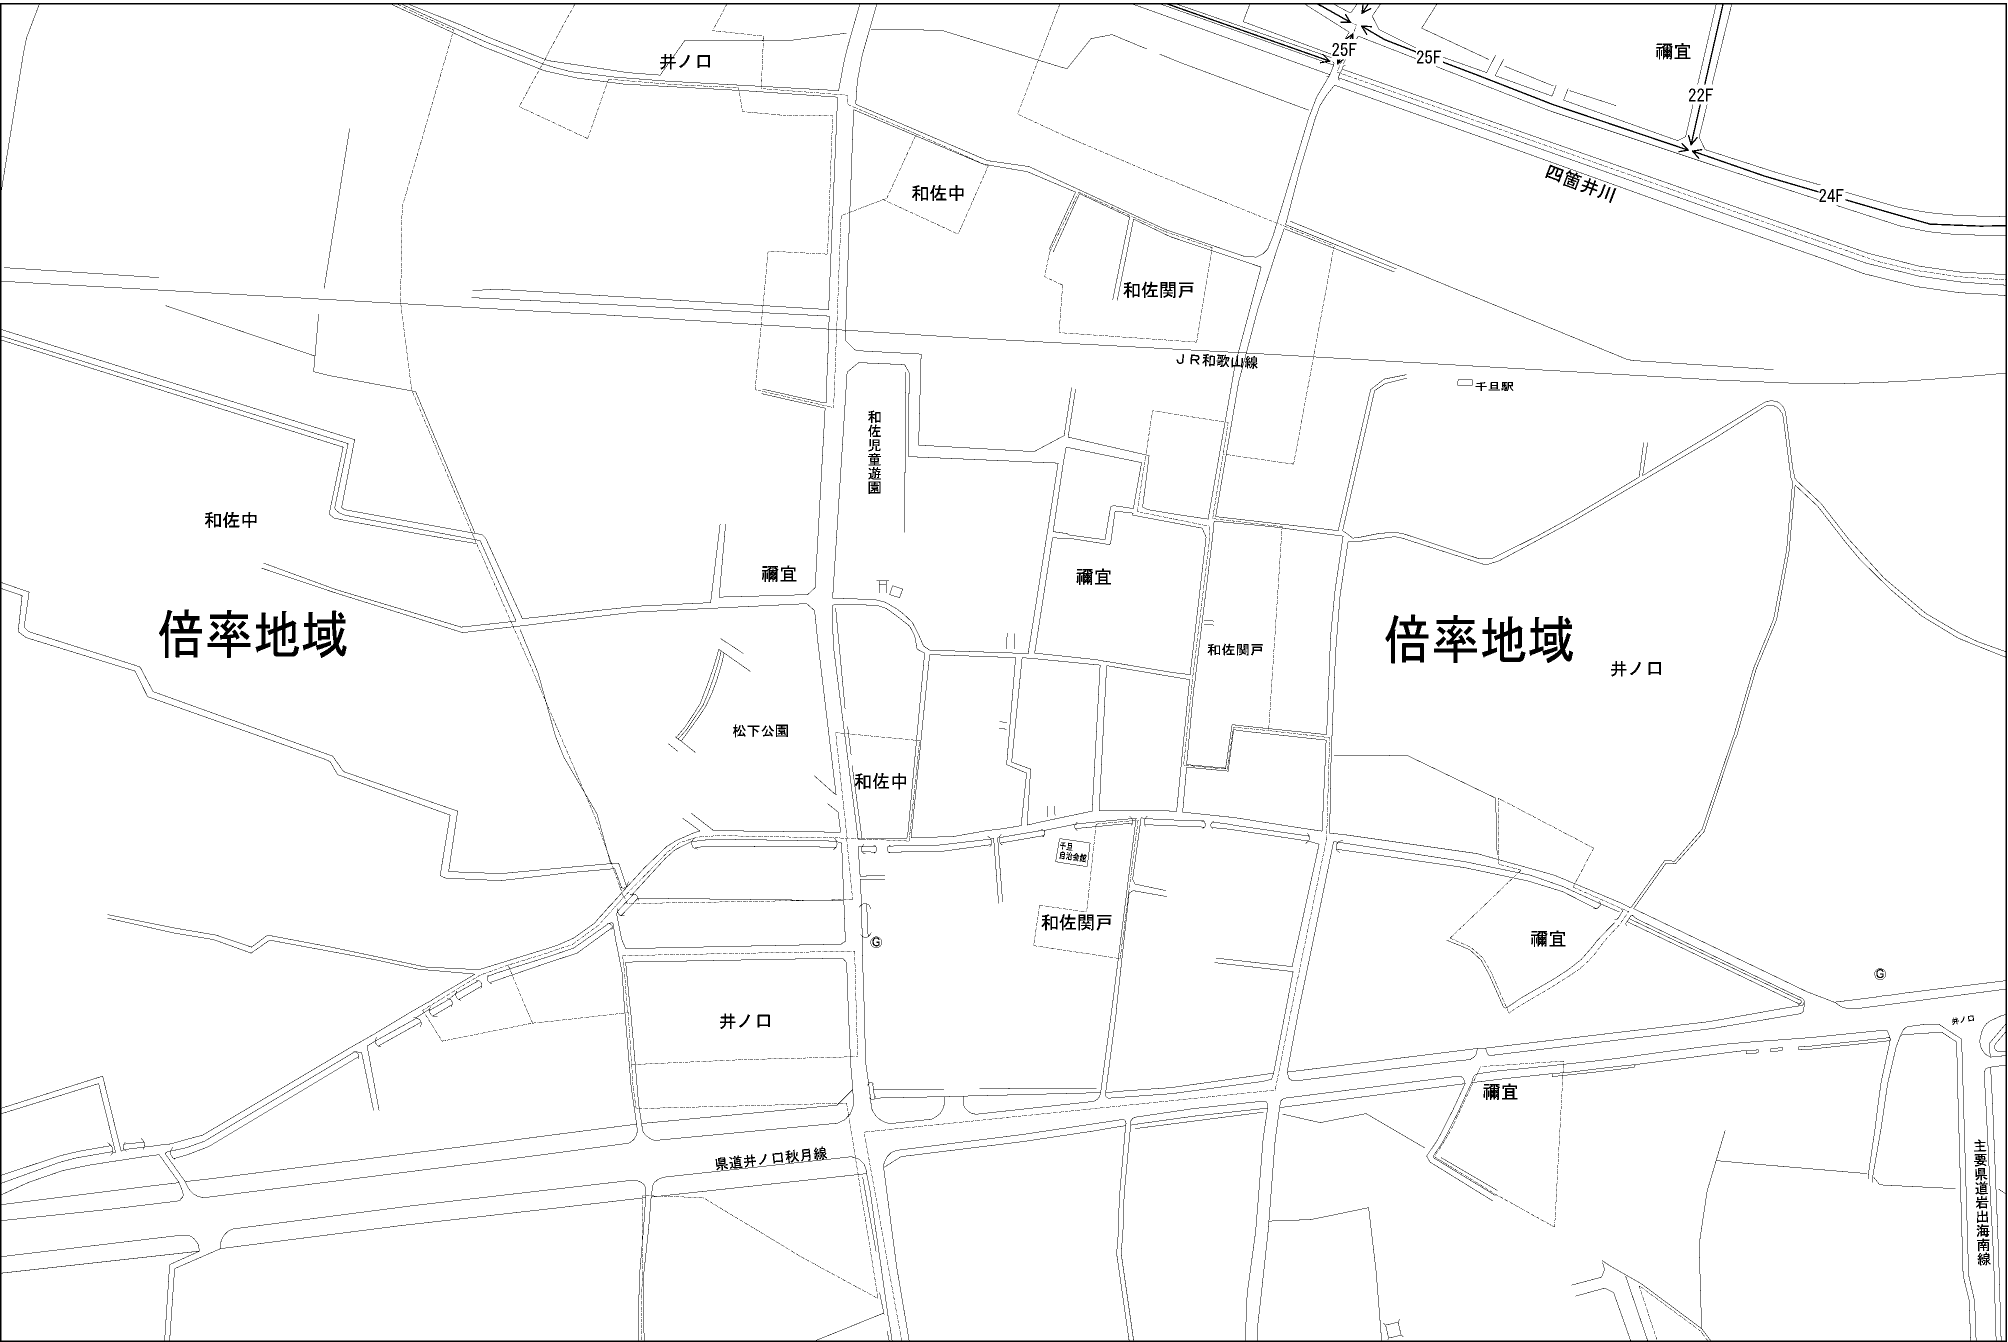 井ノ口
25F
25F
禰宜
22F
四箇井川
24F
和佐中
和佐関戸
ＪＲ和歌山線
千旦駅
和佐児童遊園
和佐中
禰宜
禰宜
倍率地域
和佐関戸
倍率地域
井ノ口
松下公園
和佐中
千旦
自治会館
和佐関戸
禰宜
G
G
井ノ口
井ノ口
禰宜
県道井ノ口秋月線
主要県道岩出海南線